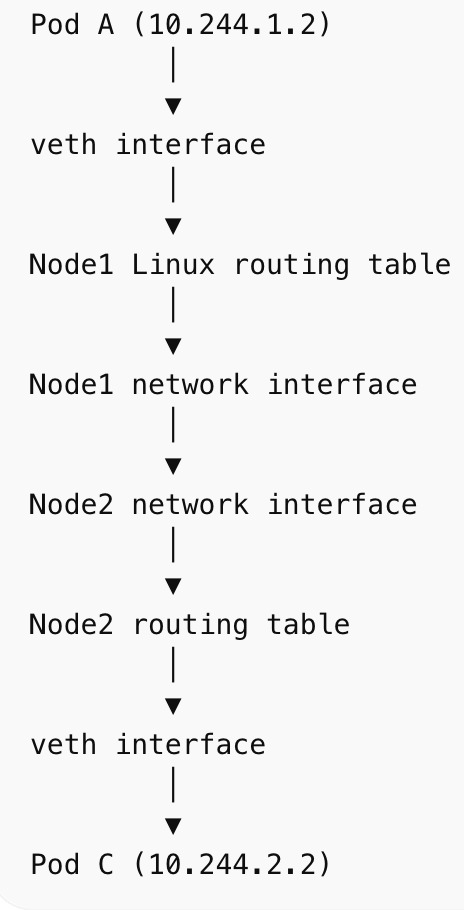 Pod A (10.244.1.2)
│
▼
veth interface
│
▼
Node1 Linux routing table
│
▼
Node1 network interface
│
▼
Node2 network interface
│
▼
Node2 routing table
│
▼
veth interface
│
▼
Pod C (10.244.2.2)